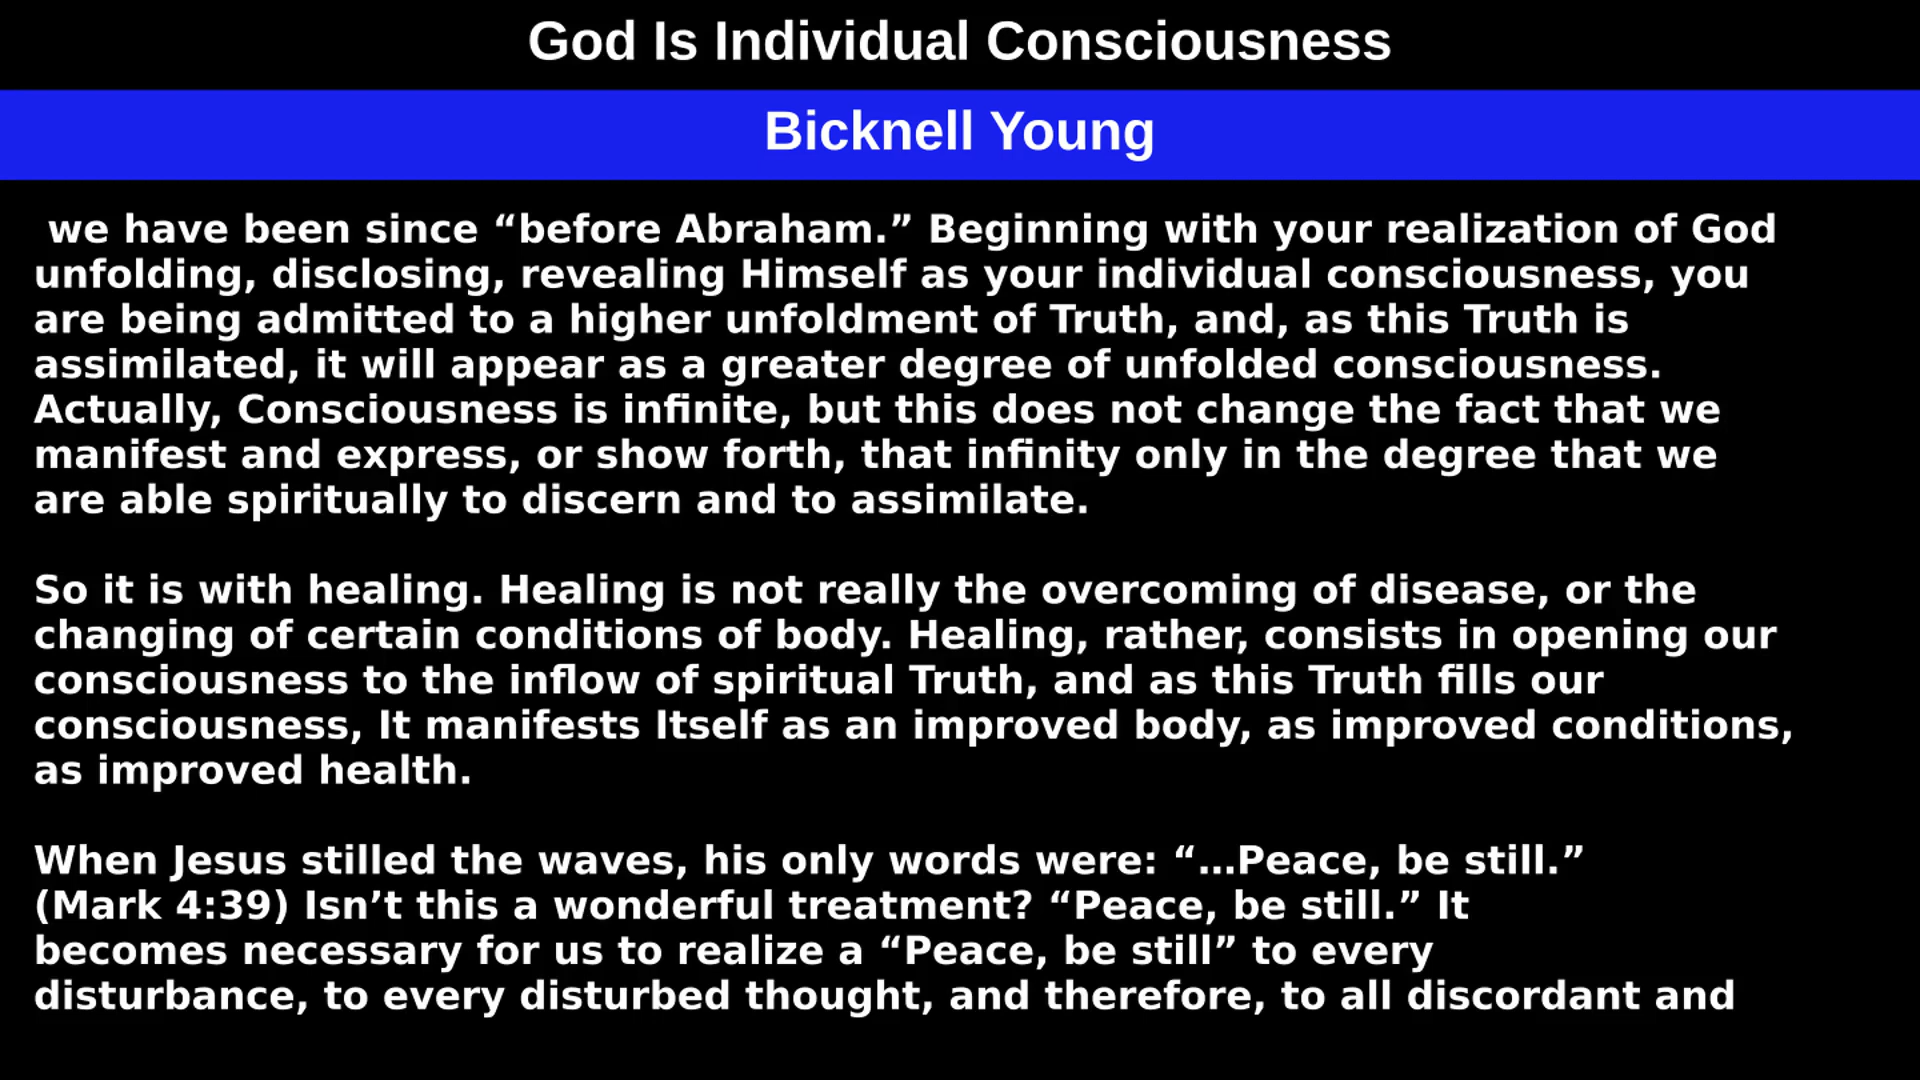 God Is Individual Consciousness
Bicknell Young
we have been since “before Abraham.” Beginning with your realization of God
unfolding, disclosing, revealing Himself as your individual consciousness, you
are being admitted to a higher unfoldment of Truth, and, as this Truth is
assimilated, it will appear as a greater degree of unfolded consciousness.
Actually, Consciousness is infinite, but this does not change the fact that we
manifest and express, or show forth, that infinity only in the degree that we
are able spiritually to discern and to assimilate.
So it is with healing. Healing is not really the overcoming of disease, or the
changing of certain conditions of body. Healing, rather, consists in opening our
consciousness to the inflow of spiritual Truth, and as this Truth fills our
consciousness, It manifests Itself as an improved body, as improved conditions,
as improved health.
When Jesus stilled the waves, his only words were: “…Peace, be still.”
(Mark 4:39) Isn’t this a wonderful treatment? “Peace, be still.” It
becomes necessary for us to realize a “Peace, be still” to every
disturbance, to every disturbed thought, and therefore, to all discordant and